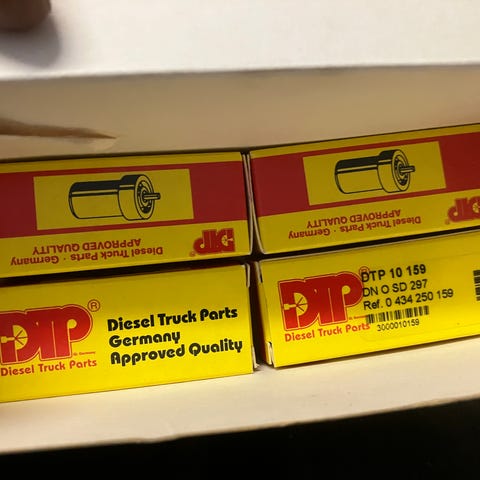 Diesel Truck Parts · Germany
APPROVED QUALITY
DTP
Diesel Truck Parts · Germany
APPROVED QUALITY
DTP
DTP®
Diesel Truck Parts
Diesel Truck Parts
Germany
Approved Quality
DTP
Diesel Truck Parts
DTP 10 159
DN O SD 297
Ref. 0 434 250 159
3000010159